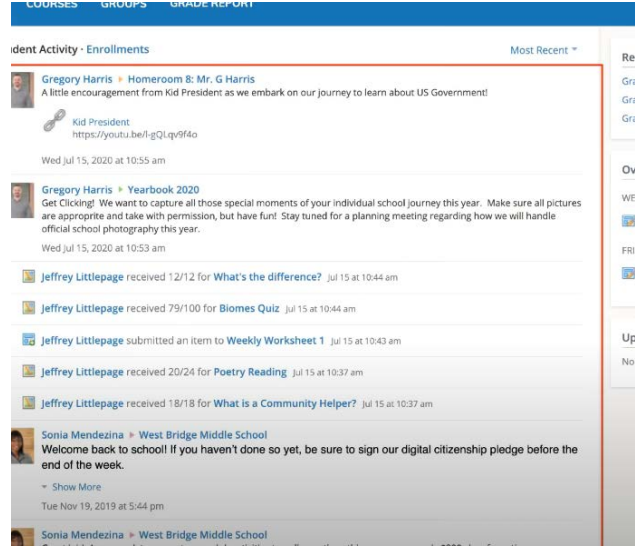 COURSES GROUPS GRADE REPORT
Student Activity · Enrollments
Most Recent
Gregory Harris Homeroom 8: Mr. G Harris
A little encouragement from Kid President as we embark on our journey to learn about US Government!
Kid President
https://youtu.be/l-gQLqv9f4o
Wed Jul 15, 2020 at 10:55 am
Gregory Harris Yearbook 2020
Get Clicking! We want to capture all those special moments of your individual school journey this year. Make sure all pictures
are approprite and take with permission, but have fun! Stay tuned for a planning meeting regarding how we will handle
official school photography this year.
Wed Jul 15, 2020 at 10:53 am
Jeffrey Littlepage received 12/12 for What's the difference? Jul 15 at 10:44 am
Jeffrey Littlepage received 79/100 for Biomes Quiz Jul 15 at 10:44 am
Jeffrey Littlepage submitted an item to Weekly Worksheet 1 Jul 15 at 10:43 am
Jeffrey Littlepage received 20/24 for Poetry Reading Jul 15 at 10:37 am
Jeffrey Littlepage received 18/18 for What is a Community Helper? Jul 15 at 10:37 am
Sonia Mendezina West Bridge Middle School
Welcome back to school! If you haven't done so yet, be sure to sign our digital citizenship pledge before the
end of the week.
Show More
Tue Nov 19, 2019 at 5:44 pm
Sonia Mendezina West Bridge Middle School
Re
Gra
Gra
Gra
Ov
WE
FRI
Up
No